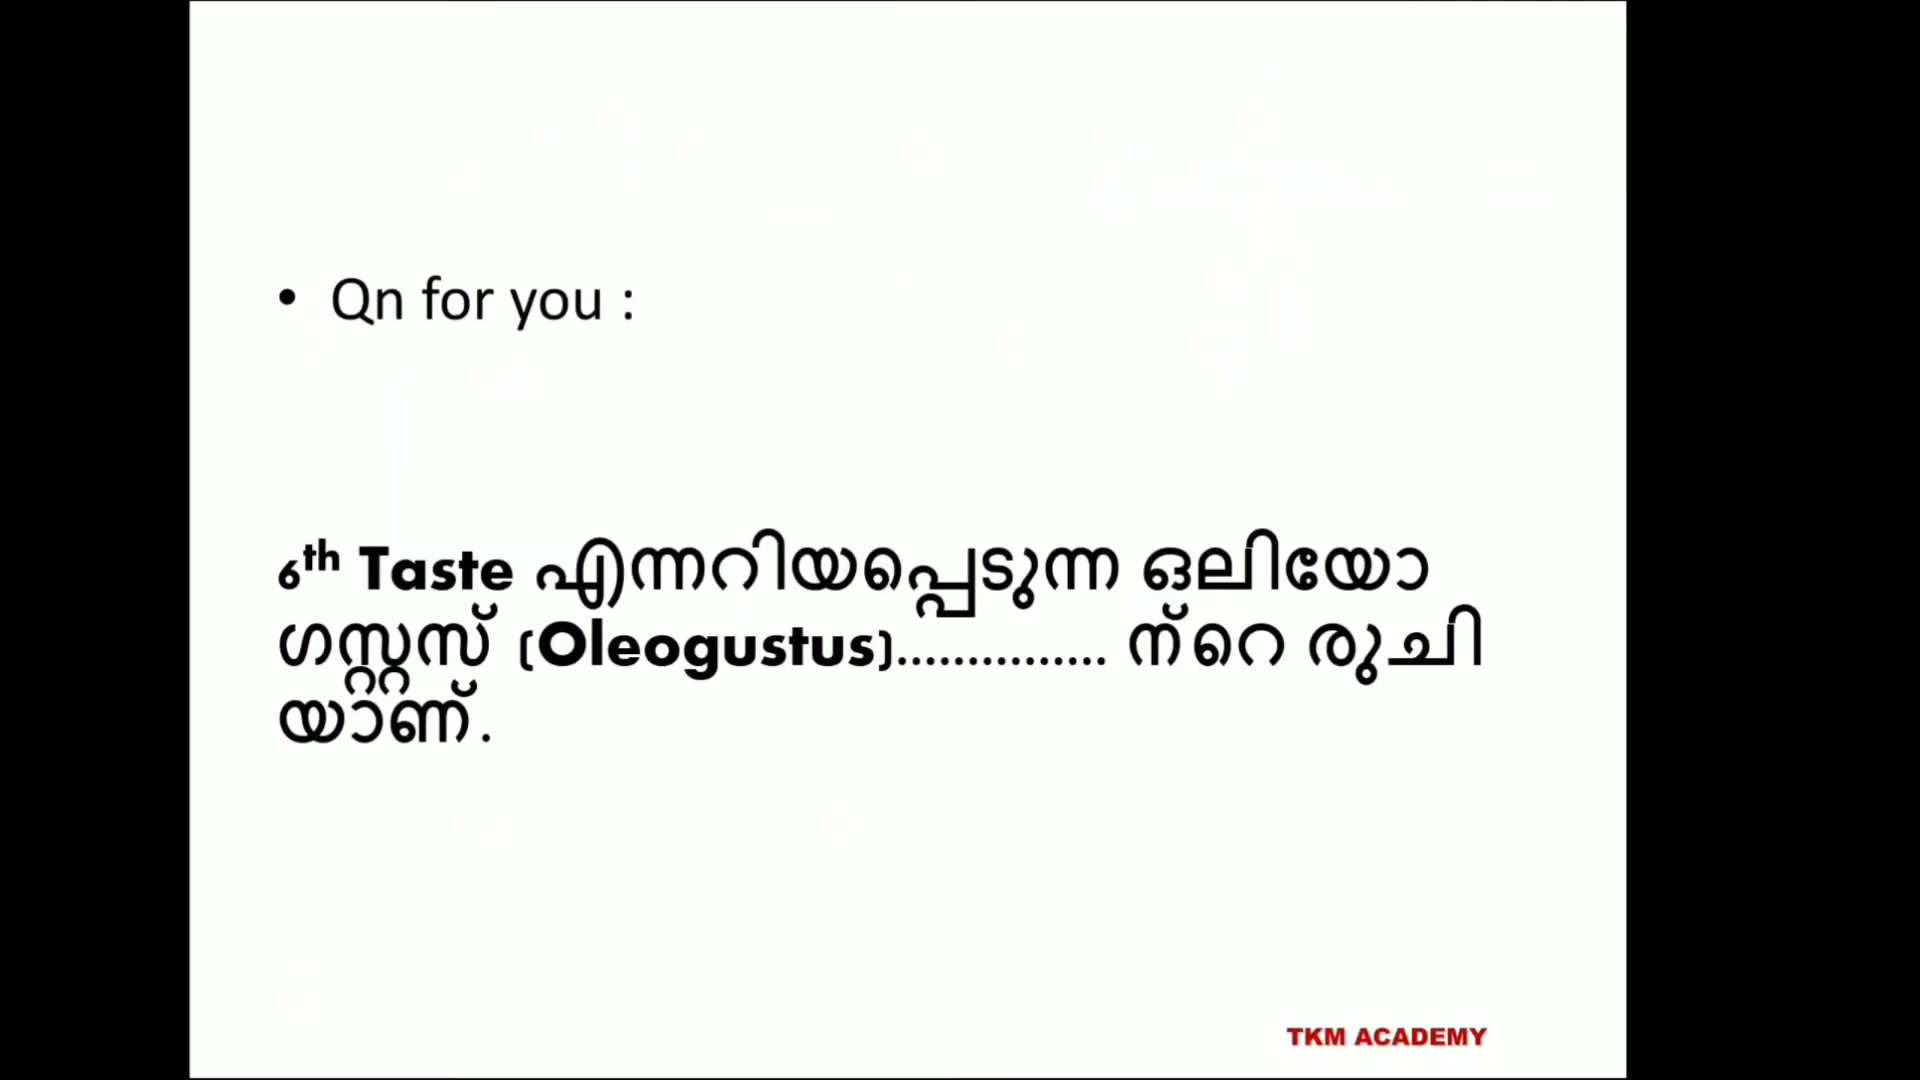 • Qn for you :
6th Taste എന്നറിയപ്പെടുന്ന ഒലിയോ
ഗസ്റ്റസ് (Oleogustus)............... ന്റെ രുചി
യാണ്.
TKM ACADEMY